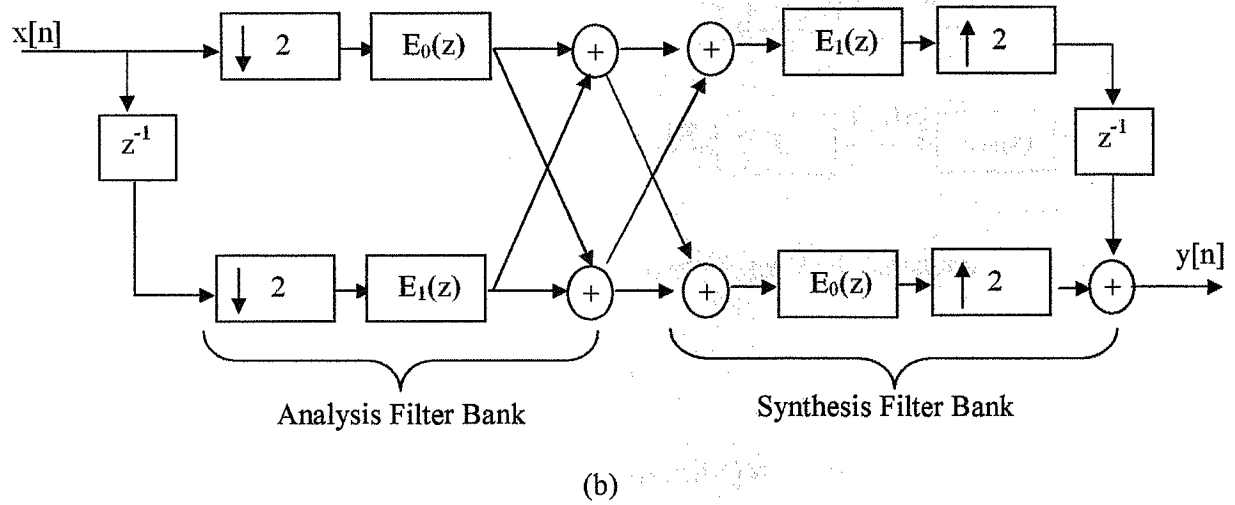 x[n]
↓ 2
E₀(z)
+
+
E₁(z)
↑ 2
z⁻¹
z⁻¹
↓ 2
E₁(z)
+
+
E₀(z)
↑ 2
+
y[n]
Analysis Filter Bank
Synthesis Filter Bank
(b)